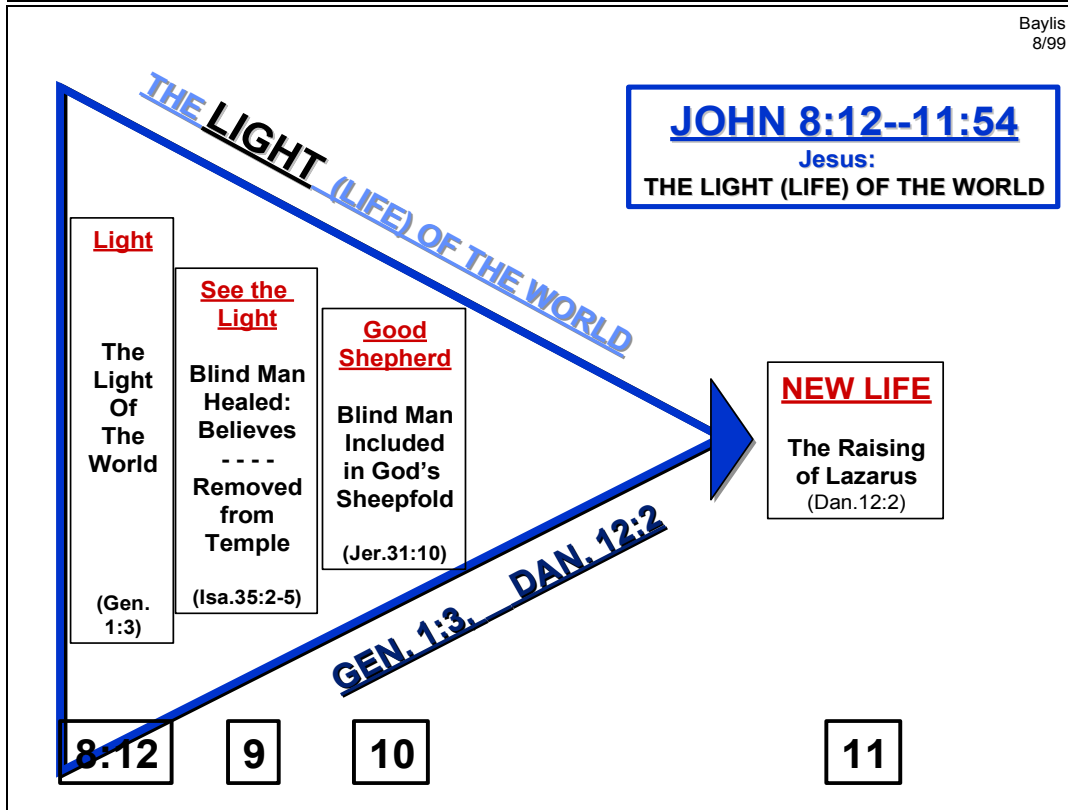 Baylis
8/99
JOHN 8:12--11:54
Jesus:
THE LIGHT (LIFE) OF THE WORLD
THE LIGHT (LIFE) OF THE WORLD
Light
The
Light
Of
The
World
(Gen.
1:3)
See the
Light
Blind Man
Healed:
Believes
- - - -
Removed
from
Temple
(Isa.35:2-5)
Good
Shepherd
Blind Man
Included
in God's
Sheepfold
(Jer.31:10)
NEW LIFE
The Raising
of Lazarus
(Dan.12:2)
GEN. 1:3, DAN. 12:2
8:12
9
10
11